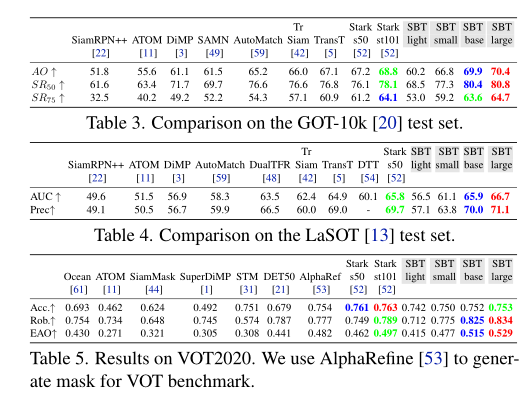 Tr Stark Stark SBT SBT SBT SBT
SiamRPN++ ATOM DiMP SAMN AutoMatch Siam TransT s50 st101 light small base large
[22] [11] [3] [49] [59] [42] [5] [52] [52]
AO ↑ 51.8 55.6 61.1 61.5 65.2 66.0 67.1 67.2 68.8 60.2 66.8 69.9 70.4
SR50 ↑ 61.6 63.4 71.7 69.7 76.6 76.6 76.8 76.1 78.1 68.5 77.3 80.4 80.8
SR75 ↑ 32.5 40.2 49.2 52.2 54.3 57.1 60.9 61.2 64.1 53.0 59.2 63.6 64.7
Table 3. Comparison on the GOT-10k [20] test set.
Tr Stark SBT SBT SBT SBT
SiamRPN++ ATOM DiMP AutoMatch DualTFR Siam TransT DTT s50 light small base large
[22] [11] [3] [59] [48] [42] [5] [54] [52]
AUC ↑ 49.6 51.5 56.9 58.3 63.5 62.4 64.9 60.1 65.8 56.5 61.1 65.9 66.7
Prec↑ 49.1 50.5 56.7 59.9 66.5 60.0 69.0 - 69.7 57.1 63.8 70.0 71.1
Table 4. Comparison on the LaSOT [13] test set.
Stark Stark SBT SBT SBT SBT
Ocean ATOM SiamMask SuperDiMP STM DET50 AlphaRef s50 st101 light small base large
[61] [11] [44] [1] [31] [21] [53] [52] [52]
Acc.↑ 0.693 0.462 0.624 0.492 0.751 0.679 0.754 0.761 0.763 0.742 0.750 0.752 0.753
Rob.↑ 0.754 0.734 0.648 0.745 0.574 0.787 0.777 0.749 0.789 0.712 0.775 0.825 0.834
EAO↑ 0.430 0.271 0.321 0.305 0.308 0.441 0.482 0.462 0.497 0.415 0.477 0.515 0.529
Table 5. Results on VOT2020. We use AlphaRefine [53] to gener-
ate mask for VOT benchmark.